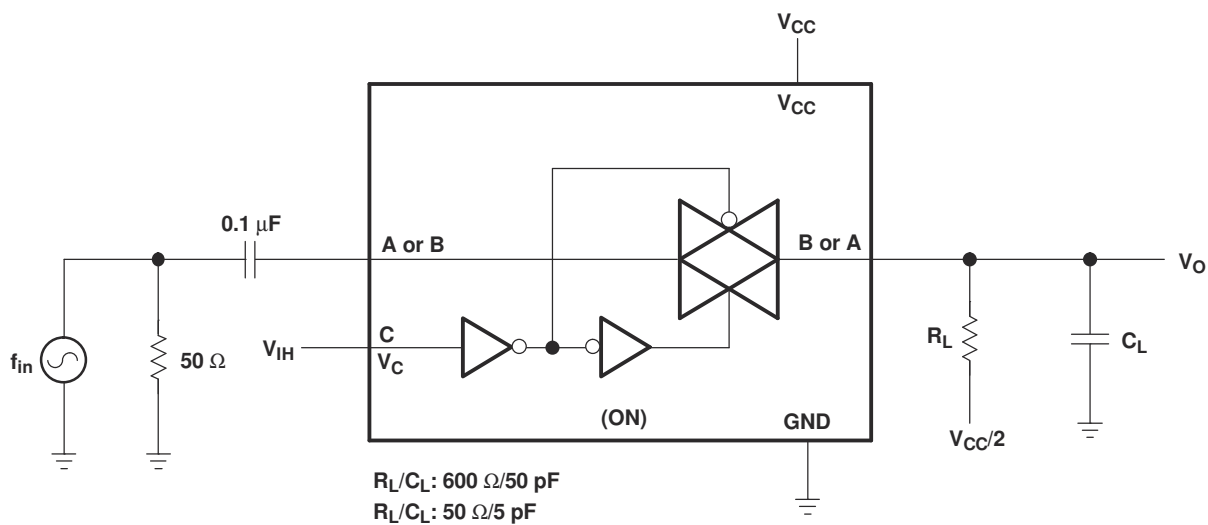 VCC
VCC
0.1 μF
A or B
B or A
VO
fin
50 Ω
VIH
C
VC
RL
CL
(ON)
GND
VCC/2
RL/CL: 600 Ω/50 pF
RL/CL: 50 Ω/5 pF